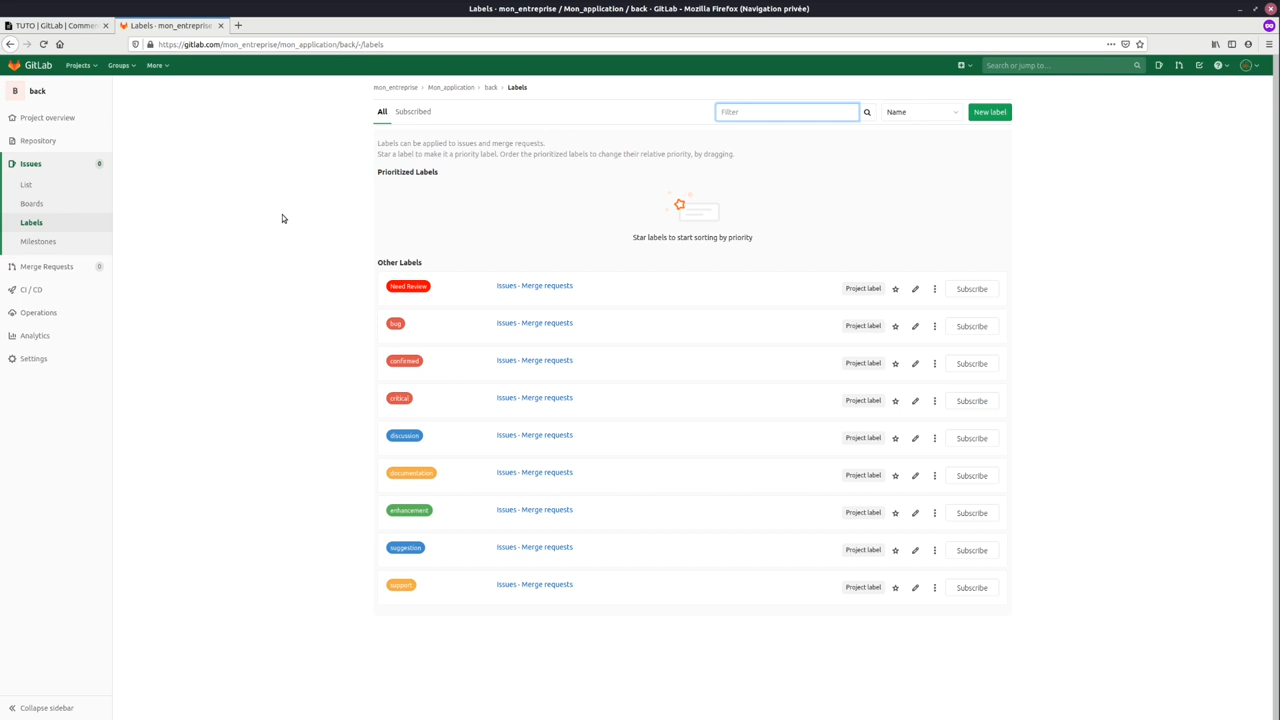 Labels · mon_entreprise / Mon_application / back · GitLab - Mozilla Firefox (Navigation privée)
TUTO | GitLab | Commen
Labels · mon_entreprise
https://gitlab.com/mon_entreprise/mon_application/back/-/labels
GitLab
Projects
Groups
More
Search or jump to…
B
back
mon_entreprise › Mon_application › back › Labels
All
Subscribed
Filter
Name
New label
Project overview
Repository
Issues
0
List
Boards
Labels
Milestones
Merge Requests
0
CI / CD
Operations
Analytics
Settings
Labels can be applied to issues and merge requests.
Star a label to make it a priority label. Order the prioritized labels to change their relative priority, by dragging.
Prioritized Labels
Star labels to start sorting by priority
Other Labels
Need Review Issues · Merge requests Project label Subscribe
bug Issues · Merge requests Project label Subscribe
confirmed Issues · Merge requests Project label Subscribe
critical Issues · Merge requests Project label Subscribe
discussion Issues · Merge requests Project label Subscribe
documentation Issues · Merge requests Project label Subscribe
enhancement Issues · Merge requests Project label Subscribe
suggestion Issues · Merge requests Project label Subscribe
support Issues · Merge requests Project label Subscribe
Collapse sidebar